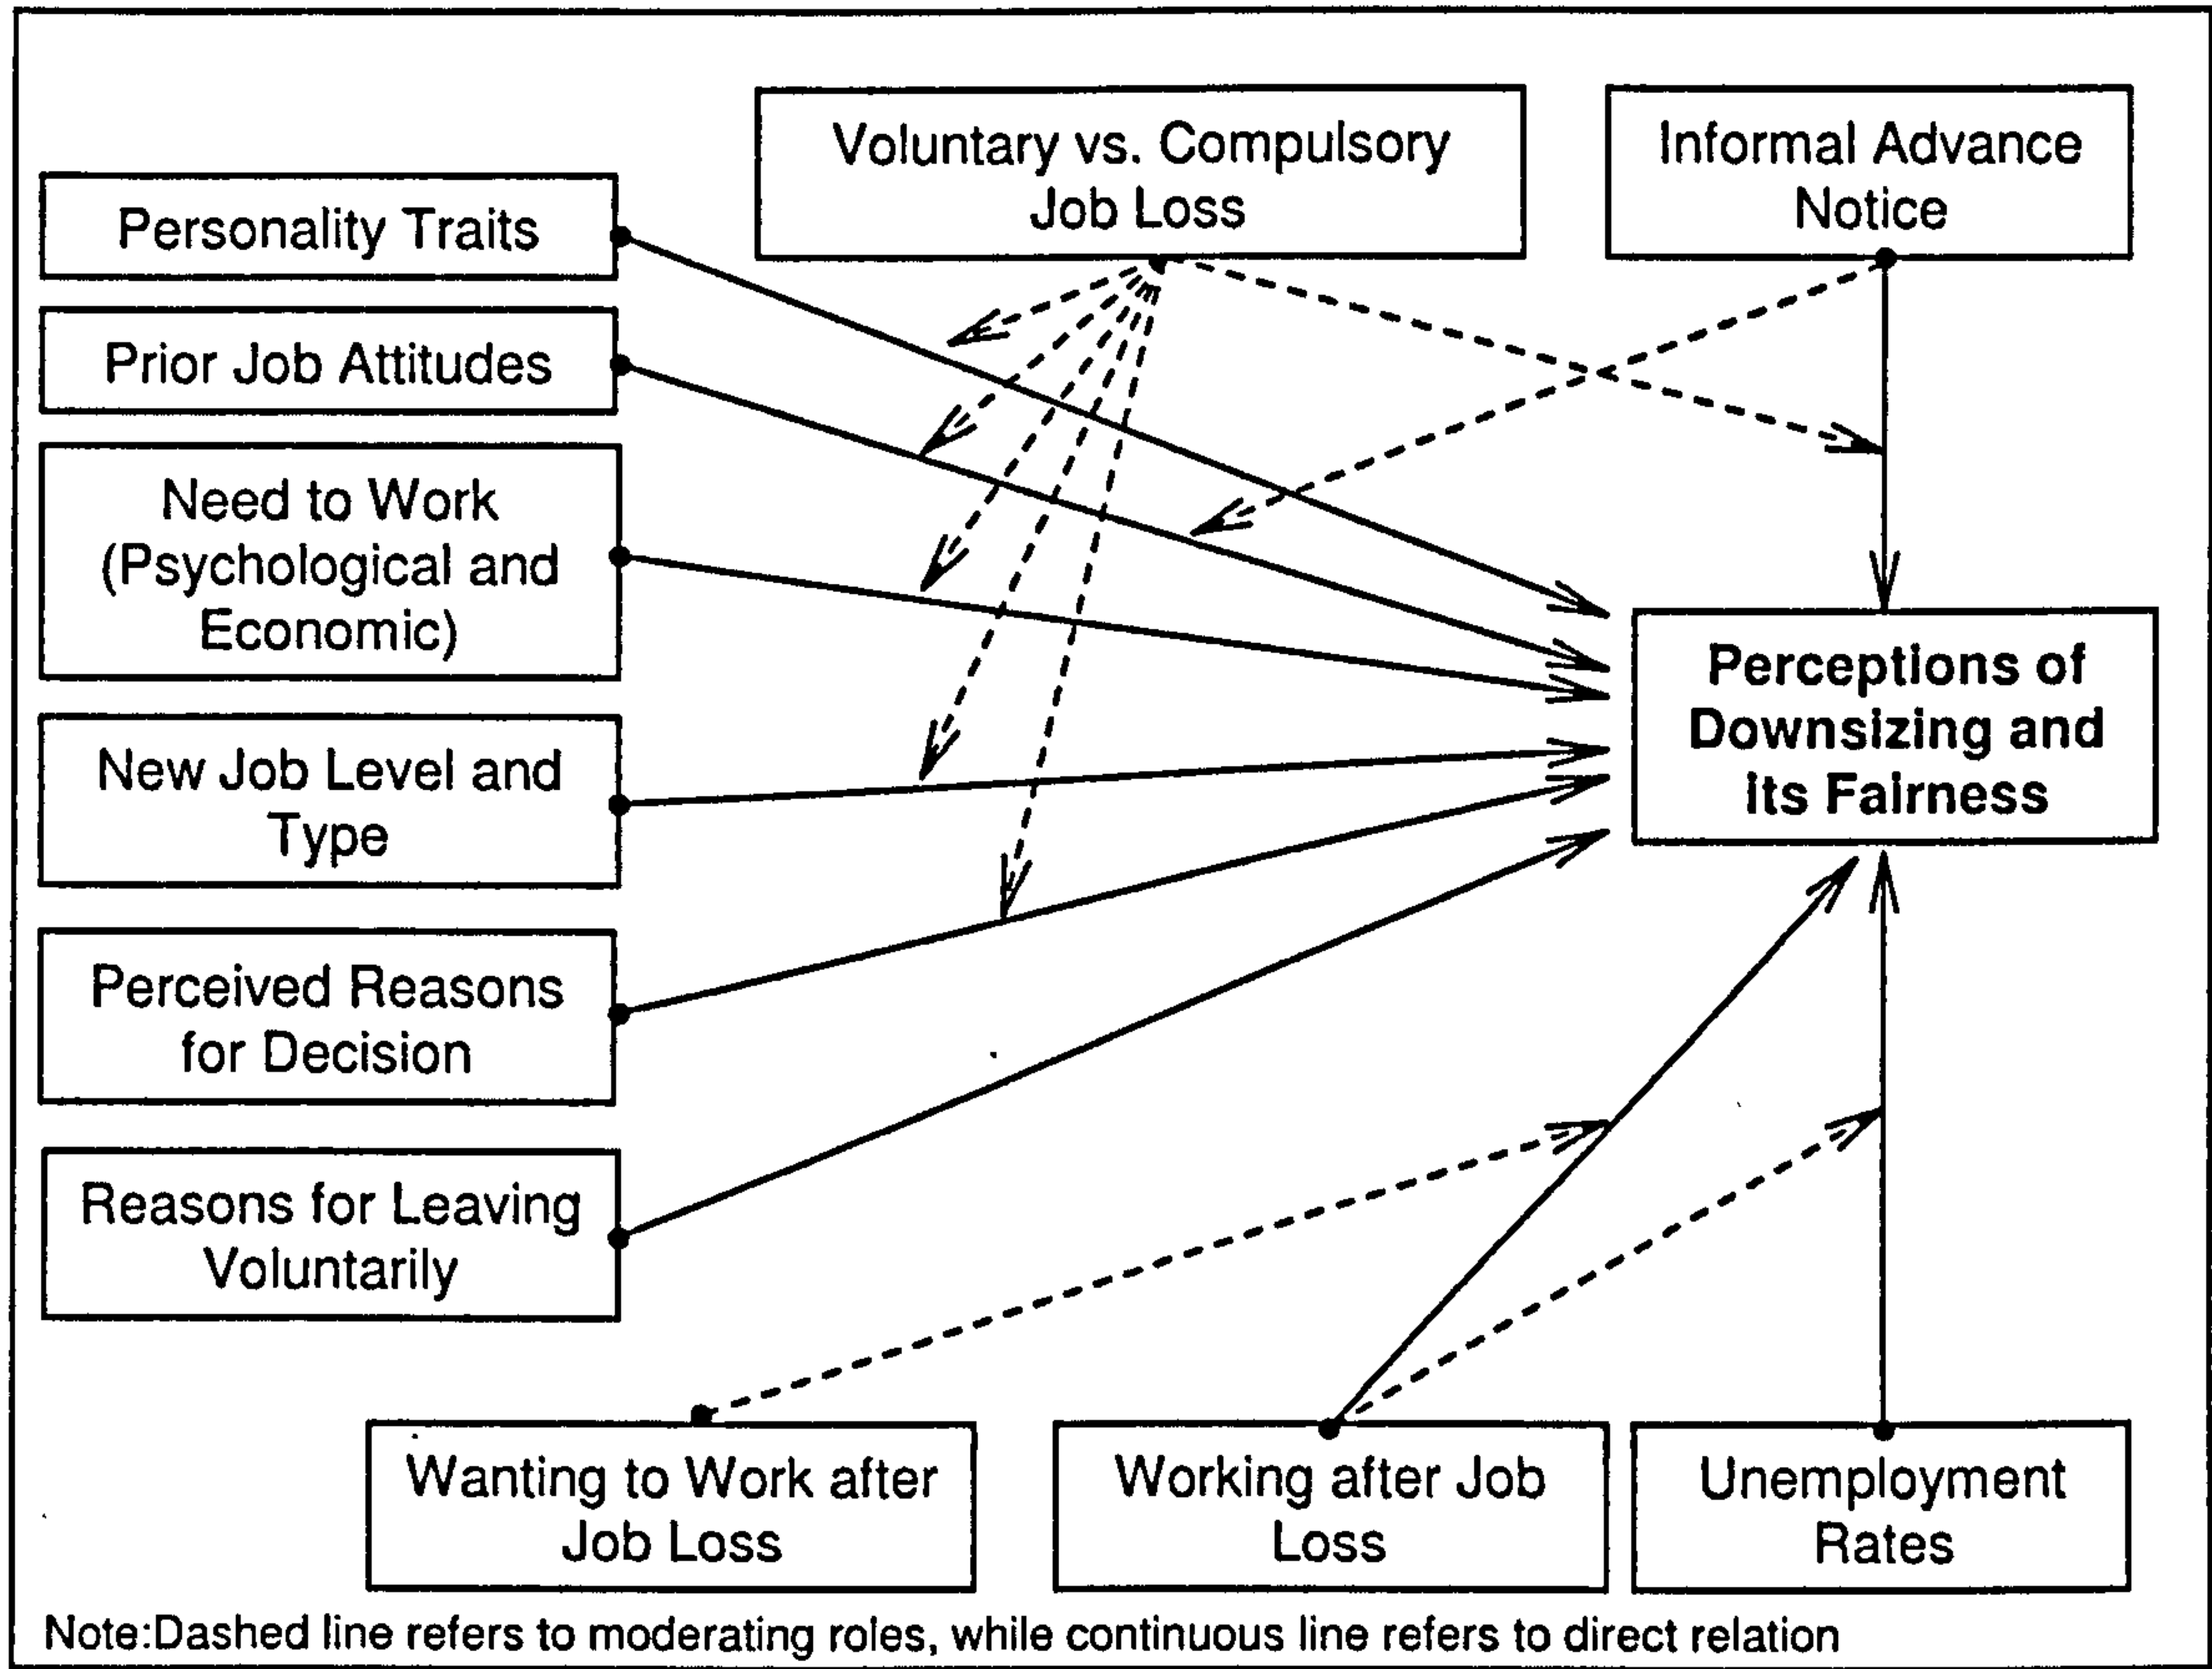 Voluntary vs. Compulsory
Job Loss
Informal Advance
Notice
Personality Traits
Prior Job Attitudes
Need to Work
(Psychological and
Economic)
New Job Level and
Type
Perceived Reasons
for Decision
Reasons for Leaving
Voluntarily
Perceptions of
Downsizing and
Its Fairness
Wanting to Work after
Job Loss
Working after Job
Loss
Unemployment
Rates
Note:Dashed line refers to moderating roles, while continuous line refers to direct relation